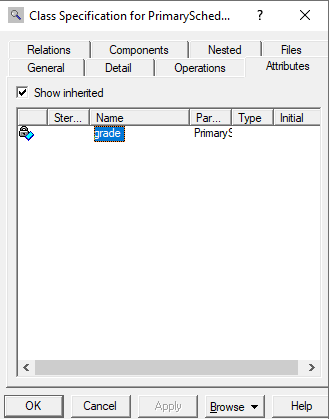 Class Specification for PrimarySched...
Relations Components Nested Files
General Detail Operations Attributes
Show inherited
Ster... Name Par... Type Initial
grade PrimaryS
OK Cancel Apply Browse Help